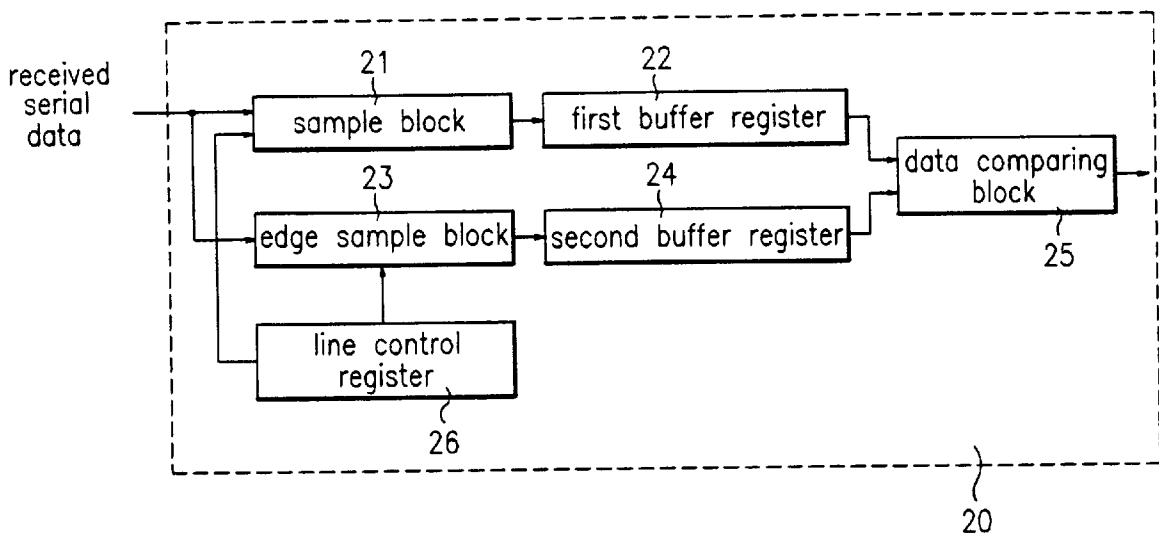 received
serial
data
21
sample block
22
first buffer register
23
edge sample block
24
second buffer register
data comparing
block
25
line control
register
26
20